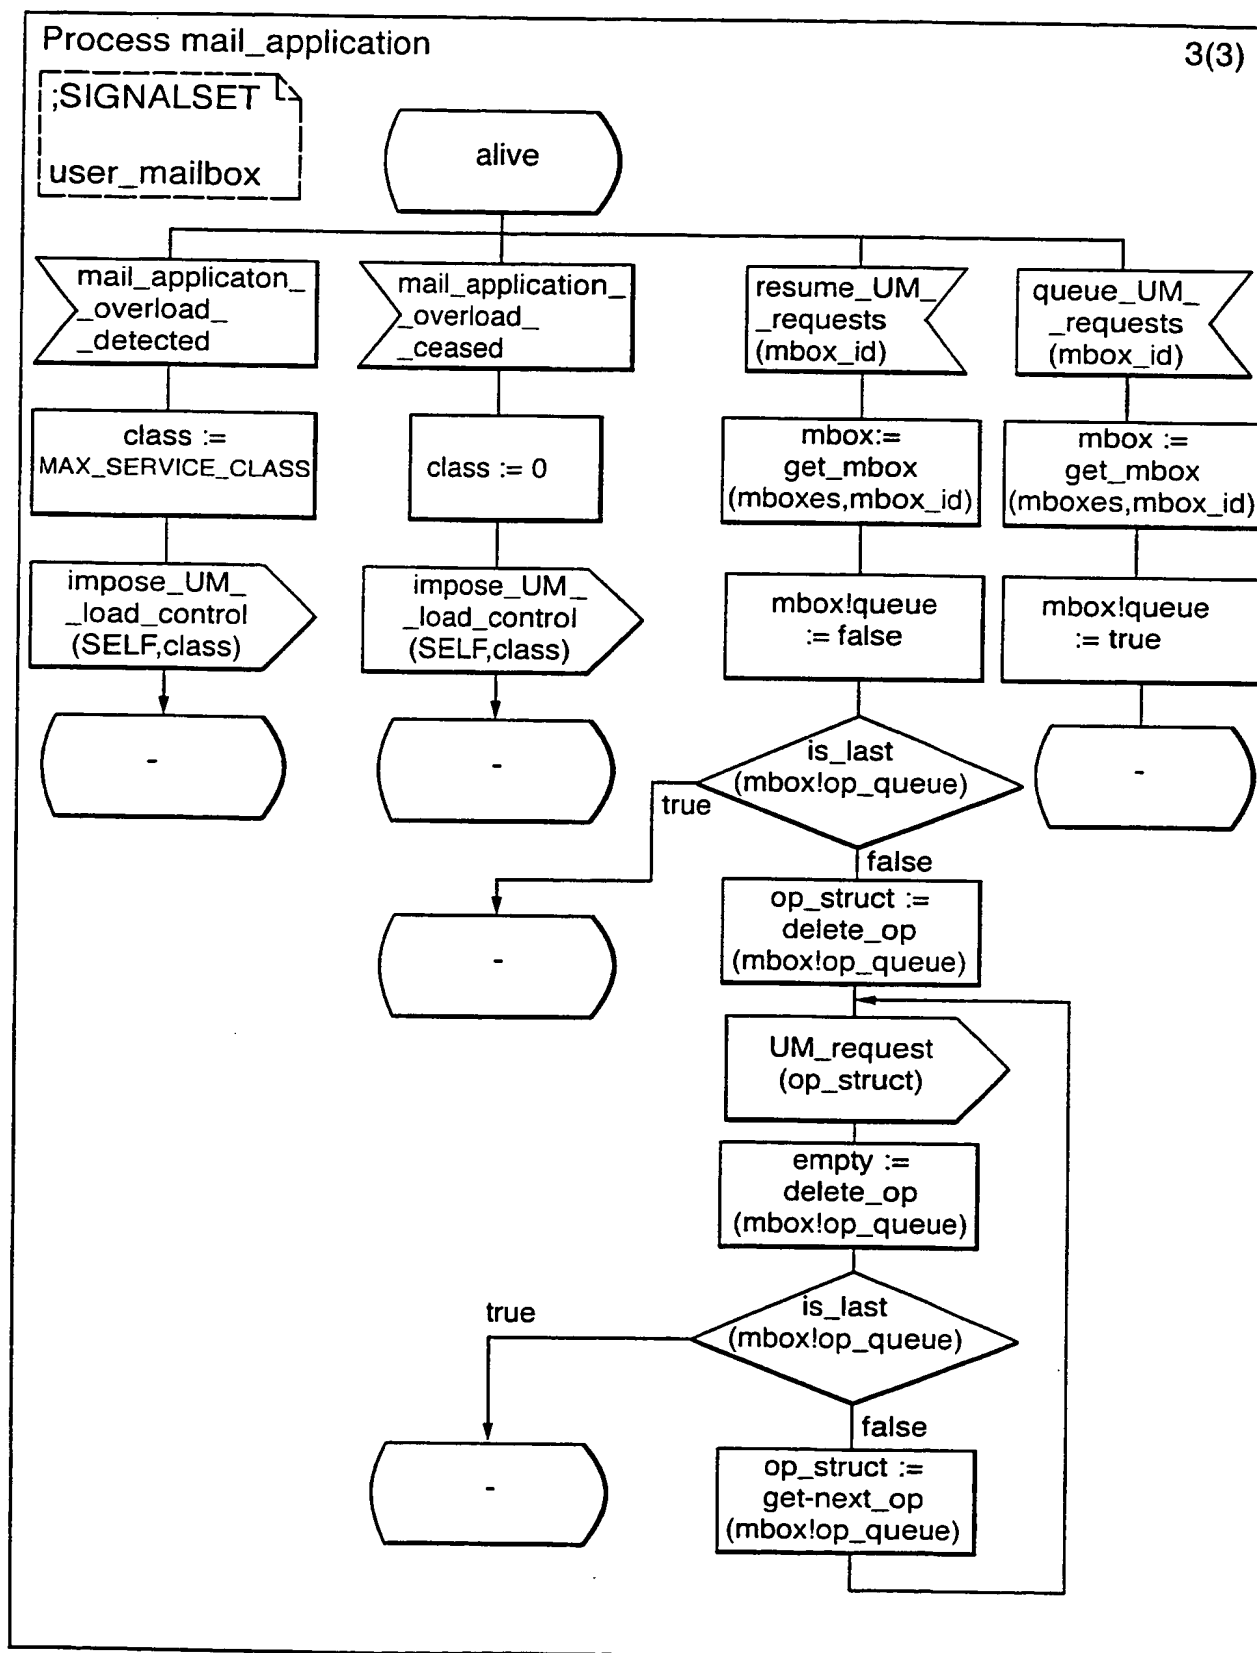 Process mail_application
3(3)
;SIGNALSET
user_mailbox
alive
mail_applicaton_
_overload_
_detected
mail_application_
_overload_
_ceased
resume_UM_
_requests
(mbox_id)
queue_UM_
_requests
(mbox_id)
class :=
MAX_SERVICE_CLASS
class := 0
mbox:=
get_mbox
(mboxes,mbox_id)
mbox :=
get_mbox
(mboxes,mbox_id)
impose_UM_
_load_control
(SELF,class)
impose_UM_
_load_control
(SELF,class)
mbox!queue
:= false
mbox!queue
:= true
-
-
is_last
(mbox!op_queue)
-
true
false
-
op_struct :=
delete_op
(mbox!op_queue)
UM_request
(op_struct)
empty :=
delete_op
(mbox!op_queue)
is_last
(mbox!op_queue)
true
false
-
op_struct :=
get-next_op
(mbox!op_queue)